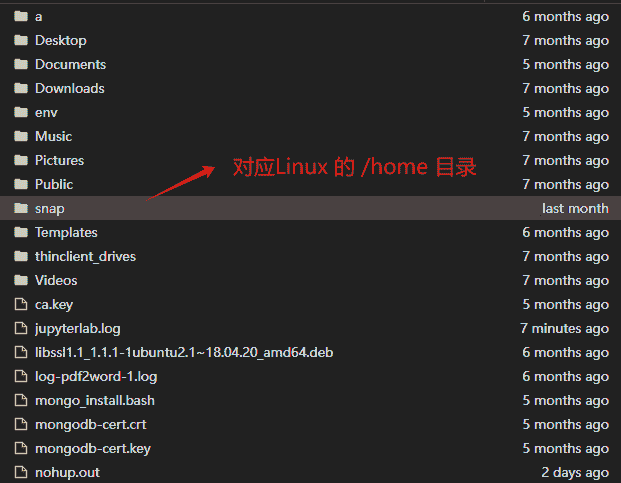 a 6 months ago
Desktop 7 months ago
Documents 5 months ago
Downloads 7 months ago
env 5 months ago
Music 7 months ago
Pictures 7 months ago
对应Linux 的 /home 目录
Public 7 months ago
snap last month
Templates 6 months ago
thinclient_drives 7 months ago
Videos 7 months ago
ca.key 5 months ago
jupyterlab.log 7 minutes ago
libssl1.1_1.1.1-1ubuntu2.1~18.04.20_amd64.deb 6 months ago
log-pdf2word-1.log 6 months ago
mongo_install.bash 5 months ago
mongodb-cert.crt 5 months ago
mongodb-cert.key 5 months ago
nohup.out 2 days ago